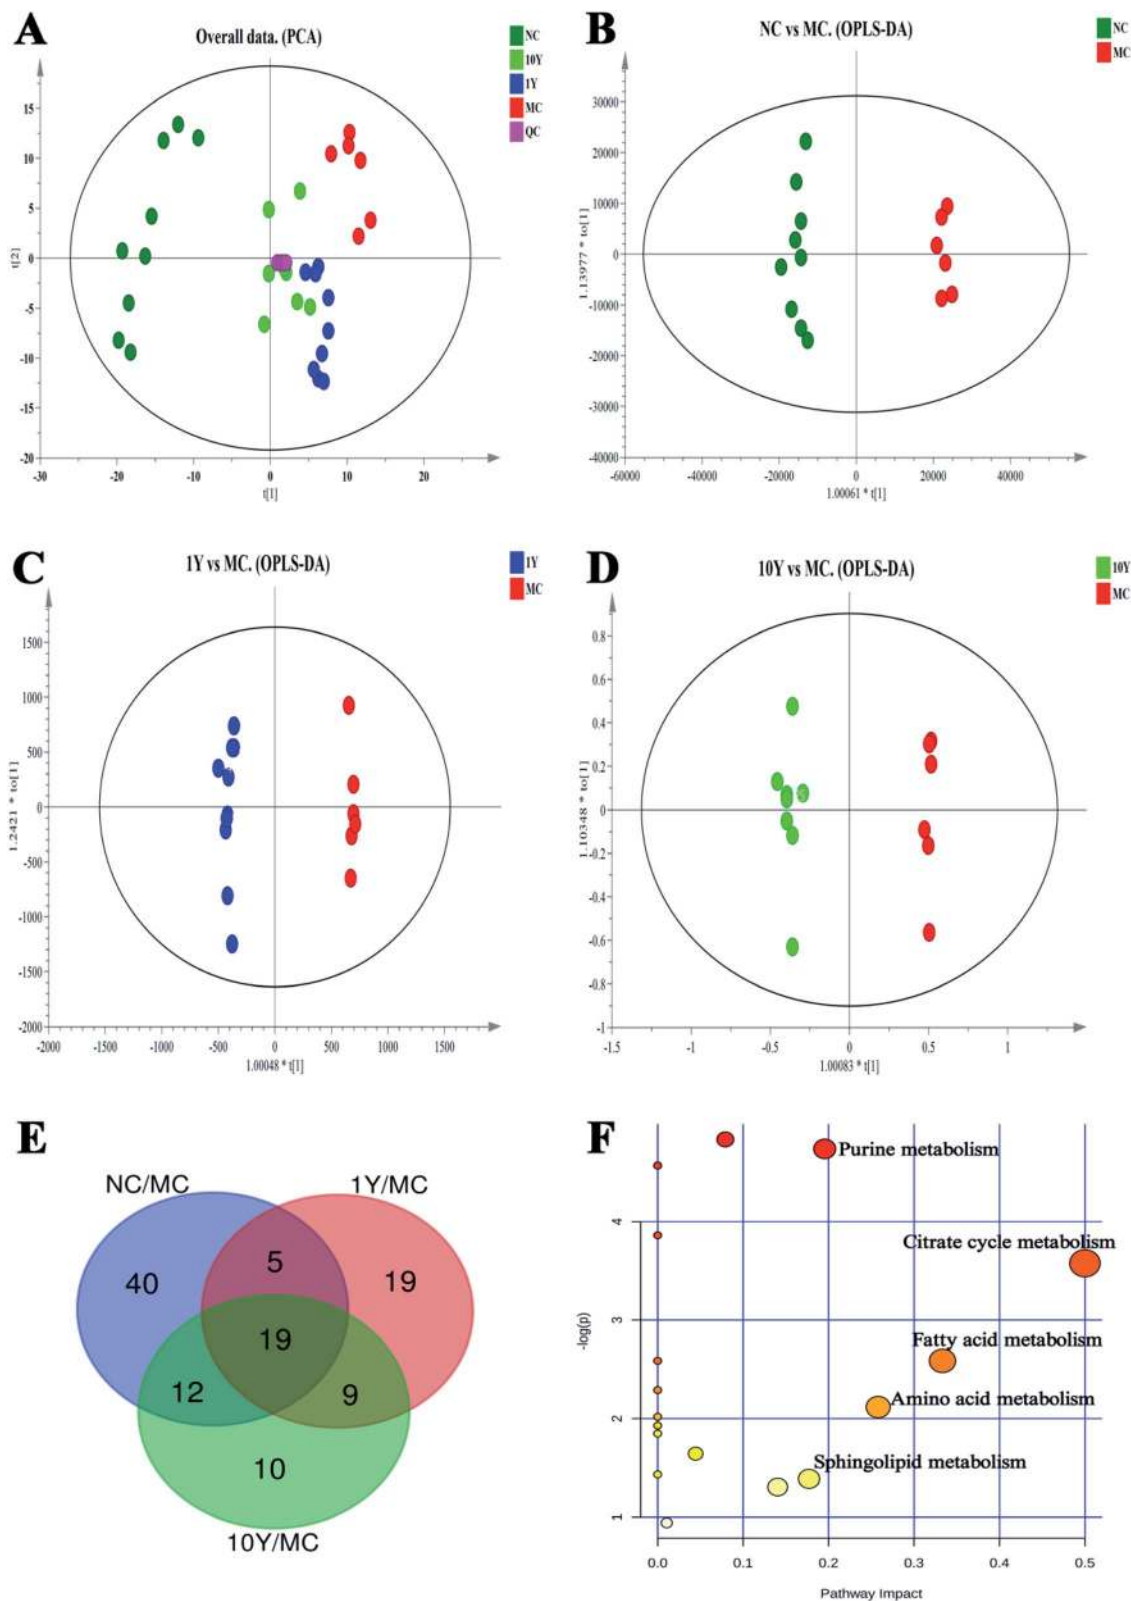 A
Overall data. (PCA)
NC
10Y
1Y
MC
QC
15
10
5
0
-5
-10
-15
-20
t[2]
-30
-20
-10
0
10
20
t[1]
B
NC vs MC. (OPLS-DA)
NC
MC
30000
20000
10000
0
-10000
-20000
-30000
-40000
1.13977 * to[1]
-60000
-40000
-20000
0
20000
40000
1.00061 * t[1]
C
1Y vs MC. (OPLS-DA)
1Y
MC
1500
1000
500
0
-500
-1000
-1500
-2000
1.2421 * to[1]
-2000
-1500
-1000
-500
0
500
1000
1500
1.00048 * t[1]
D
10Y vs MC. (OPLS-DA)
10Y
MC
0.8
0.6
0.4
0.2
0
-0.2
-0.4
-0.6
-0.8
-1
1.10348 * to[1]
-1.5
-1
-0.5
0
0.5
1
1.00083 * t[1]
E
NC/MC
1Y/MC
40
5
19
19
12
9
10
10Y/MC
F
Purine metabolism
Citrate cycle metabolism
Fatty acid metabolism
Amino acid metabolism
Sphingolipid metabolism
4
3
2
1
-log(p)
0.0
0.1
0.2
0.3
0.4
0.5
Pathway Impact